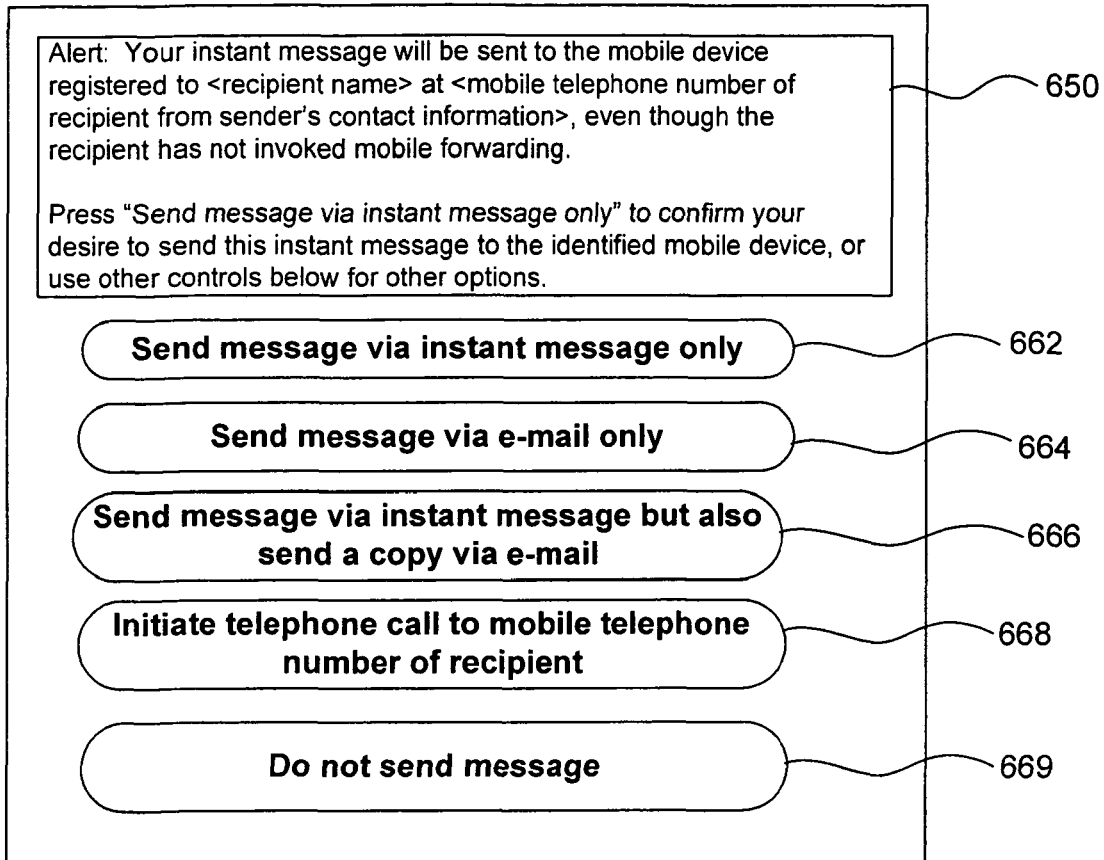 Alert: Your instant message will be sent to the mobile device
registered to <recipient name> at <mobile telephone number of
recipient from sender's contact information>, even though the
recipient has not invoked mobile forwarding.
Press "Send message via instant message only" to confirm your
desire to send this instant message to the identified mobile device, or
use other controls below for other options.
650
Send message via instant message only
662
Send message via e-mail only
664
Send message via instant message but also
send a copy via e-mail
666
Initiate telephone call to mobile telephone
number of recipient
668
Do not send message
669